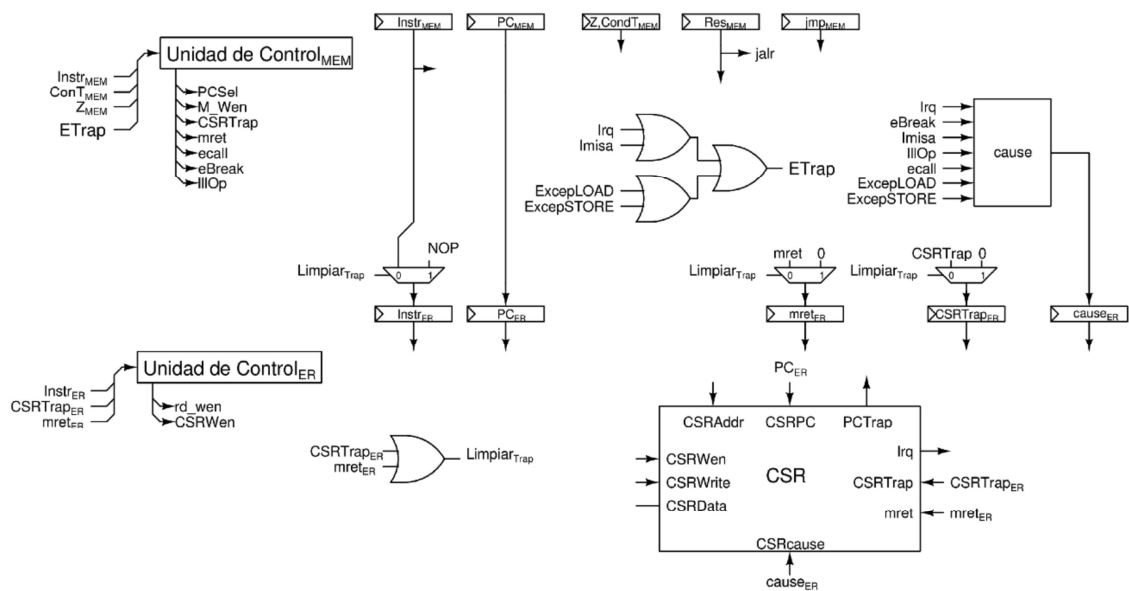 Instr_MEM PC_MEM Z,CondT_MEM Res_MEM jmp_MEM
jalr
Unidad de Control_MEM
Instr_MEM
ConT_MEM
Z_MEM
ETrap
PCSel
M_Wen
CSRTrap
mret
ecall
eBreak
IllOp
Irq
Imisa
ExcepLOAD
ExcepSTORE
ETrap
Irq
eBreak
Imisa
IllOp
ecall
ExcepLOAD
ExcepSTORE
cause
NOP
Limpiar_Trap 0 1
mret 0
Limpiar_Trap 0 1
CSRTrap 0
Limpiar_Trap 0 1
Instr_ER PC_ER mret_ER CSRTrap_ER cause_ER
Unidad de Control_ER
Instr_ER
CSRTrap_ER
mret_ER
rd_wen
CSRWen
CSRTrap_ER
mret_ER
Limpiar_Trap
PC_ER
CSRAddr CSRPC PCTrap
Irq
CSRWen
CSRWrite
CSRData
CSR
CSRTrap CSRTrap_ER
mret mret_ER
CSRcause
cause_ER